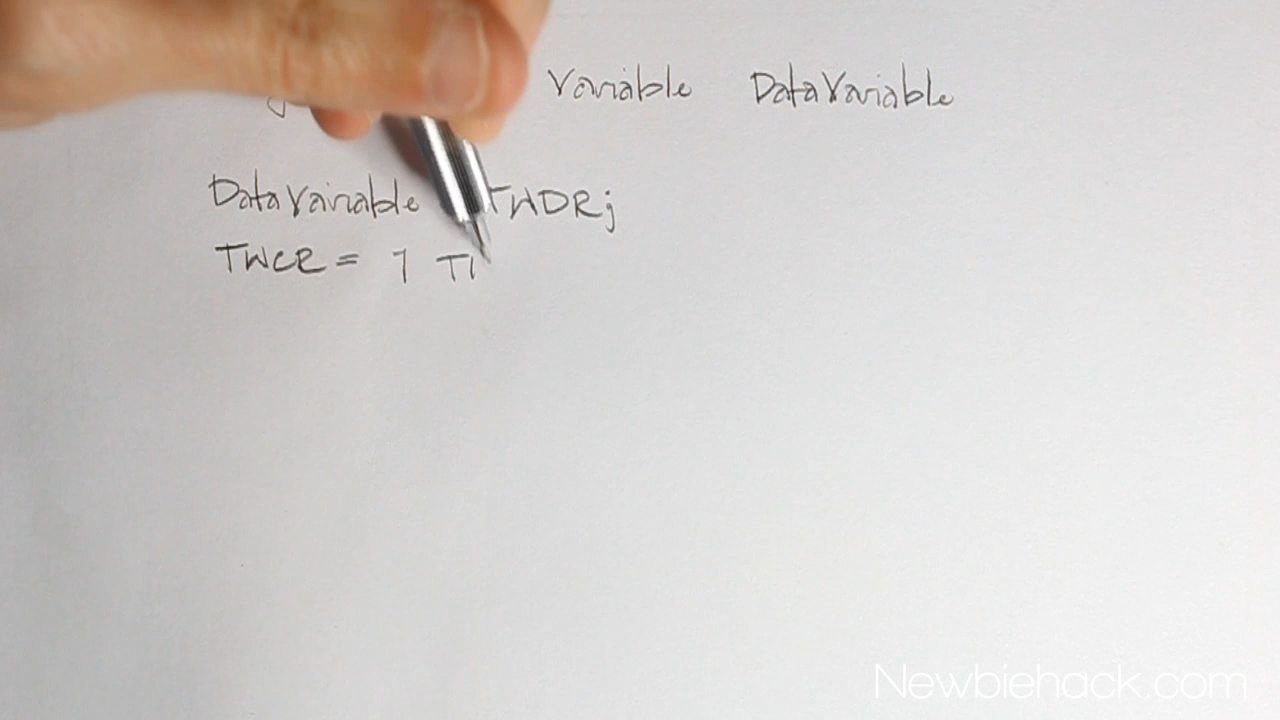 Variable DataVariable
DataVariable TWDR;
TWCR = 1 T
Newbiehack.com